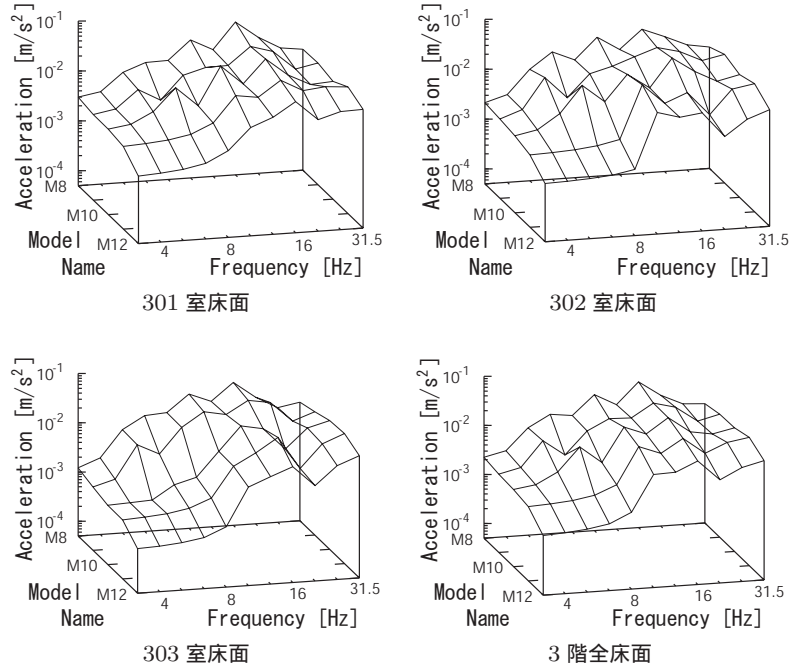 Acceleration [m/s²]
10⁻¹
10⁻²
10⁻³
10⁻⁴
M8
M10
M12
Model
Name
4
8
16
31.5
Frequency [Hz]
301 室床面
Acceleration [m/s²]
10⁻¹
10⁻²
10⁻³
10⁻⁴
M8
M10
M12
Model
Name
4
8
16
31.5
Frequency [Hz]
302 室床面
Acceleration [m/s²]
10⁻¹
10⁻²
10⁻³
10⁻⁴
M8
M10
M12
Model
Name
4
8
16
31.5
Frequency [Hz]
303 室床面
Acceleration [m/s²]
10⁻¹
10⁻²
10⁻³
10⁻⁴
M8
M10
M12
Model
Name
4
8
16
31.5
Frequency [Hz]
3 階全床面